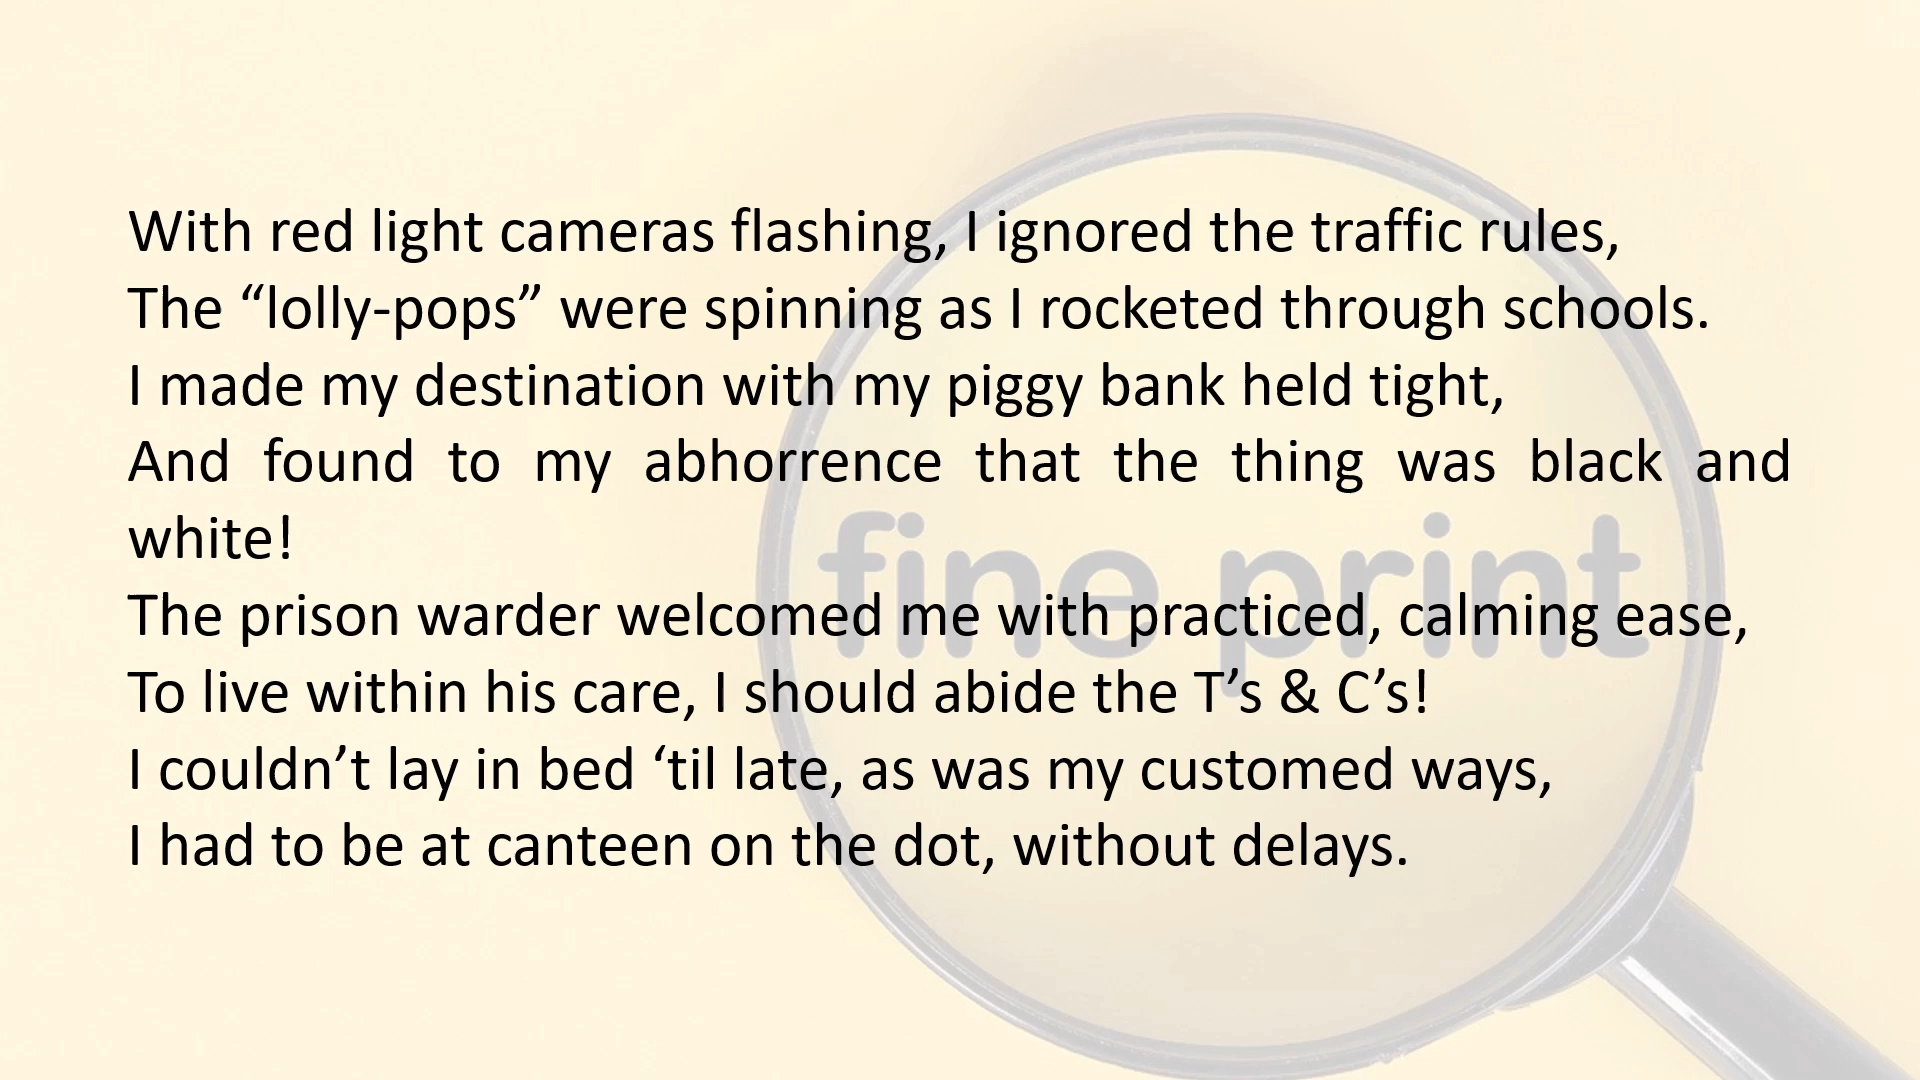 With red light cameras flashing, I ignored the traffic rules,
The “lolly-pops” were spinning as I rocketed through schools.
I made my destination with my piggy bank held tight,
And found to my abhorrence that the thing was black and
white!
The prison warder welcomed me with practiced, calming ease,
To live within his care, I should abide the T’s & C’s!
I couldn’t lay in bed ‘til late, as was my customed ways,
I had to be at canteen on the dot, without delays.
fine print